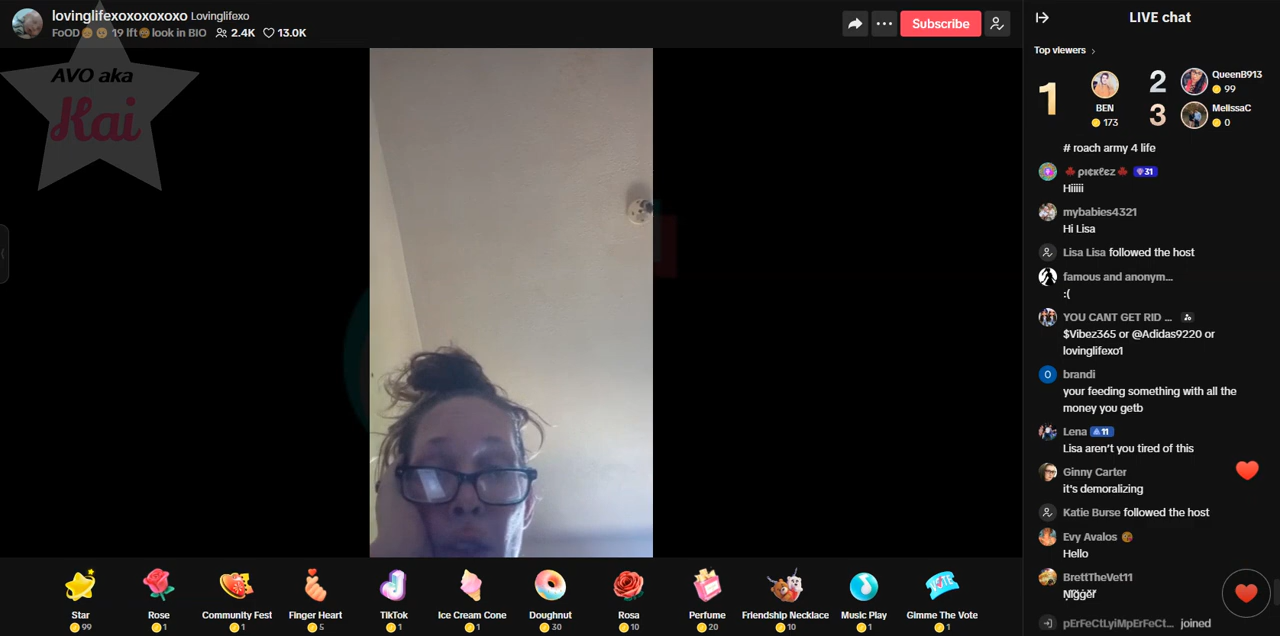 lovinglifexoxoxoxoxo Lovinglifexo
FoOD 19 lft look in BIO 2.4K 13.0K
Subscribe
AVO aka
Kai
LIVE chat
Top viewers
1
BEN
173
2
QueenB913
99
3
MelissaC
0
# roach army 4 life
ρι¢кℓєz 31
Hiiiii
mybabies4321
Hi Lisa
Lisa Lisa followed the host
famous and anonym...
:(
YOU CANT GET RID ...
$Vibez365 or @Adidas9220 or
lovinglifexo1
brandi
your feeding something with all the
money you getb
Lena 11
Lisa aren't you tired of this
Ginny Carter
it's demoralizing
Katie Burse followed the host
Evy Avalos
Hello
BrettTheVet11
pErFeCtLyiMpErFeCt... joined
Star
99
Rose
1
Community Fest
1
Finger Heart
5
TikTok
1
Ice Cream Cone
1
Doughnut
30
Rosa
10
Perfume
20
Friendship Necklace
10
Music Play
1
Gimme The Vote
1